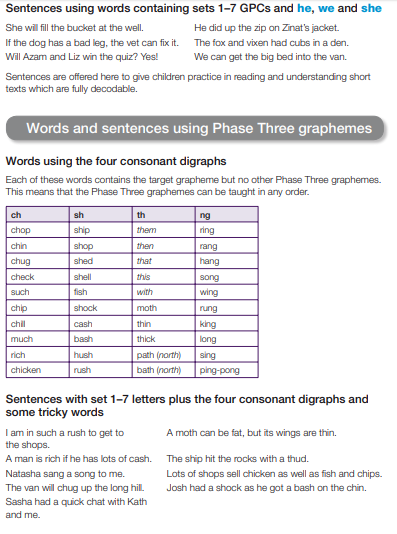 Sentences using words containing sets 1–7 GPCs and he, we and she
She will fill the bucket at the well.
If the dog has a bad leg, the vet can fix it.
Will Azam and Liz win the quiz? Yes!
He did up the zip on Zinat's jacket.
The fox and vixen had cubs in a den.
We can get the big bed into the van.
Sentences are offered here to give children practice in reading and understanding short
texts which are fully decodable.
Words and sentences using Phase Three graphemes
Words using the four consonant digraphs
Each of these words contains the target grapheme but no other Phase Three graphemes.
This means that the Phase Three graphemes can be taught in any order.
ch sh th ng
chop ship them ring
chin shop then rang
chug shed that hang
check shell this song
such fish with wing
chip shock moth rung
chill cash thin king
much bash thick long
rich hush path (north) sing
chicken rush bath (north) ping-pong
Sentences with set 1–7 letters plus the four consonant digraphs and
some tricky words
I am in such a rush to get to
the shops.
A man is rich if he has lots of cash.
Natasha sang a song to me.
The van will chug up the long hill.
Sasha had a quick chat with Kath
and me.
A moth can be fat, but its wings are thin.
The ship hit the rocks with a thud.
Lots of shops sell chicken as well as fish and chips.
Josh had a shock as he got a bash on the chin.